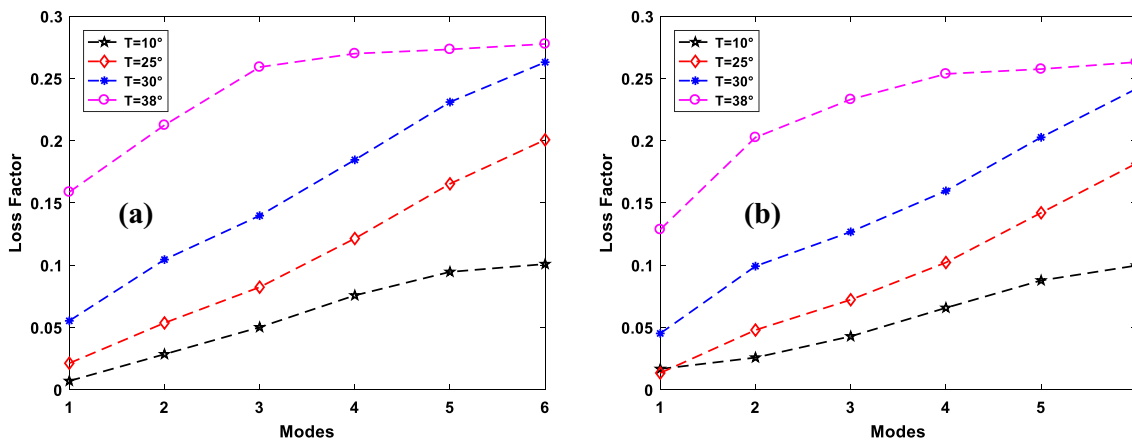 0.3
0.25
0.2
0.15
0.1
0.05
0
Loss Factor
T=10°
T=25°
T=30°
T=38°
(a)
1 2 3 4 5 6
Modes
0.3
0.25
0.2
0.15
0.1
0.05
0
Loss Factor
T=10°
T=25°
T=30°
T=38°
(b)
1 2 3 4 5
Modes